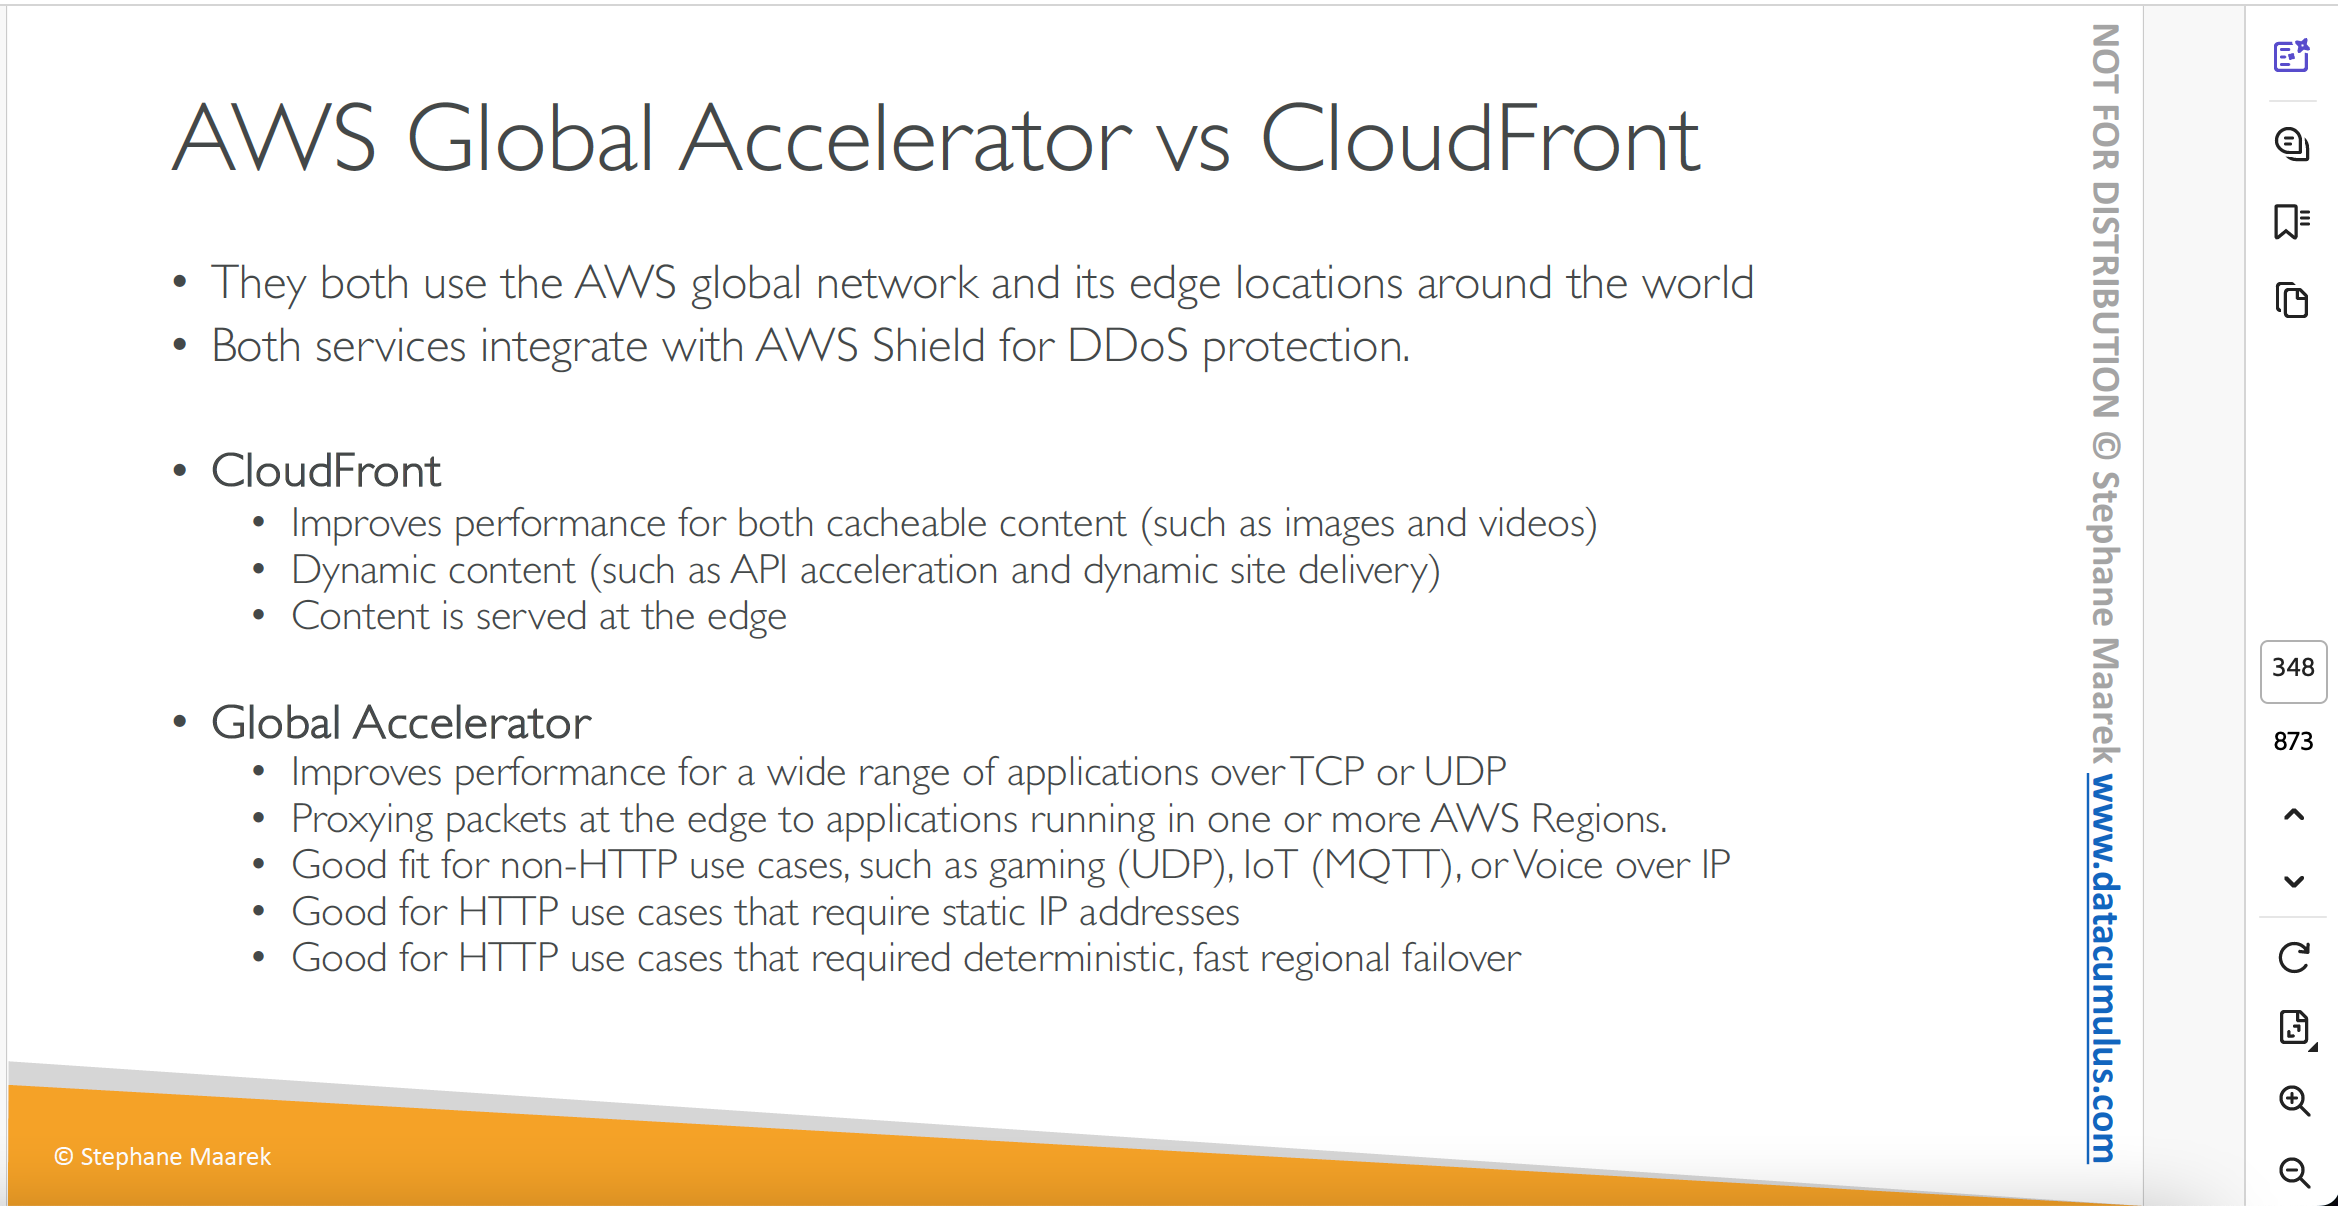 AWS Global Accelerator vs CloudFront
• They both use the AWS global network and its edge locations around the world
• Both services integrate with AWS Shield for DDoS protection.
• CloudFront
• Improves performance for both cacheable content (such as images and videos)
• Dynamic content (such as API acceleration and dynamic site delivery)
• Content is served at the edge
• Global Accelerator
• Improves performance for a wide range of applications over TCP or UDP
• Proxying packets at the edge to applications running in one or more AWS Regions.
• Good fit for non-HTTP use cases, such as gaming (UDP), IoT (MQTT), or Voice over IP
• Good for HTTP use cases that require static IP addresses
• Good for HTTP use cases that required deterministic, fast regional failover
© Stephane Maarek
NOT FOR DISTRIBUTION © Stephane Maarek www.datacumulus.com
348
873